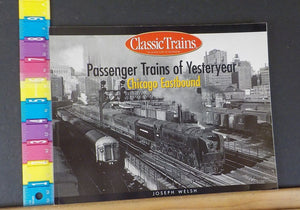 Classic Trains
Passenger Trains of Yesteryear
Chicago Eastbound
JOSEPH WELSH